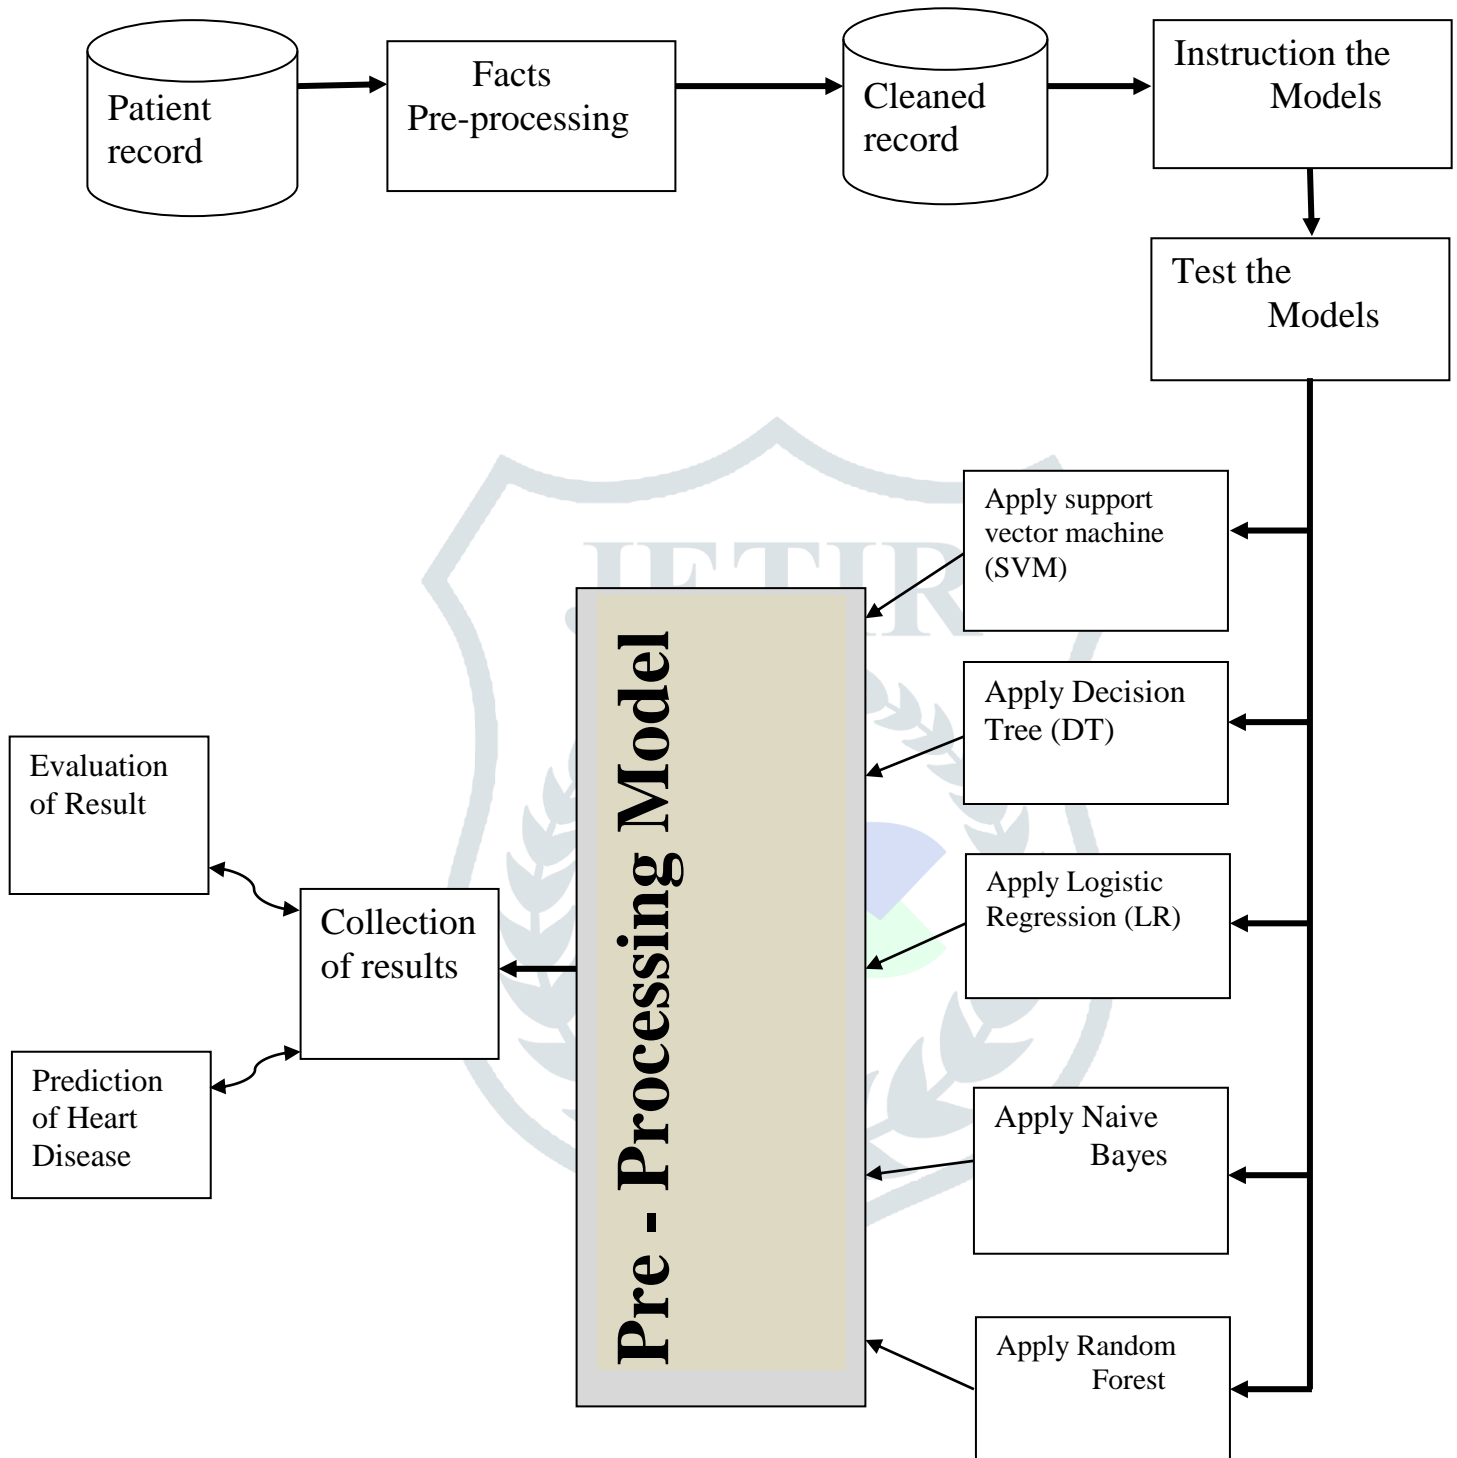 Patient
record
Facts
Pre-processing
Cleaned
record
Instruction the
Models
Test the
Models
Apply support
vector machine
(SVM)
Apply Decision
Tree (DT)
Apply Logistic
Regression (LR)
Apply Naive
Bayes
Apply Random
Forest
Pre - Processing Model
Collection
of results
Evaluation
of Result
Prediction
of Heart
Disease
JETIR